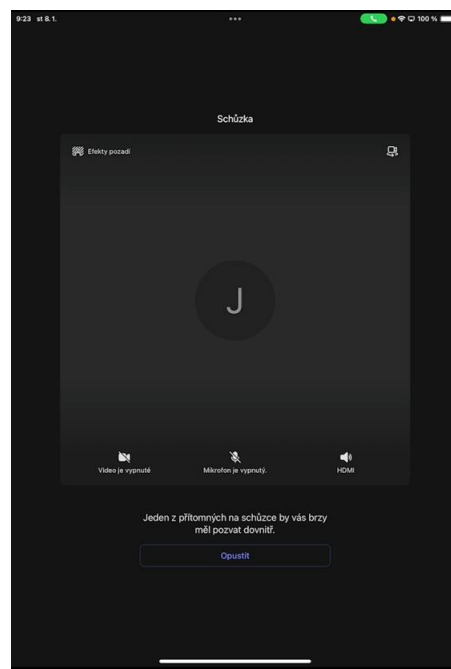 9:23 st 8. 1.
100 %
Schůzka
Efekty pozadí
J
Video je vypnuté
Mikrofon je vypnutý.
HDMI
Jeden z přítomných na schůzce by vás brzy
měl pozvat dovnitř.
Opustit